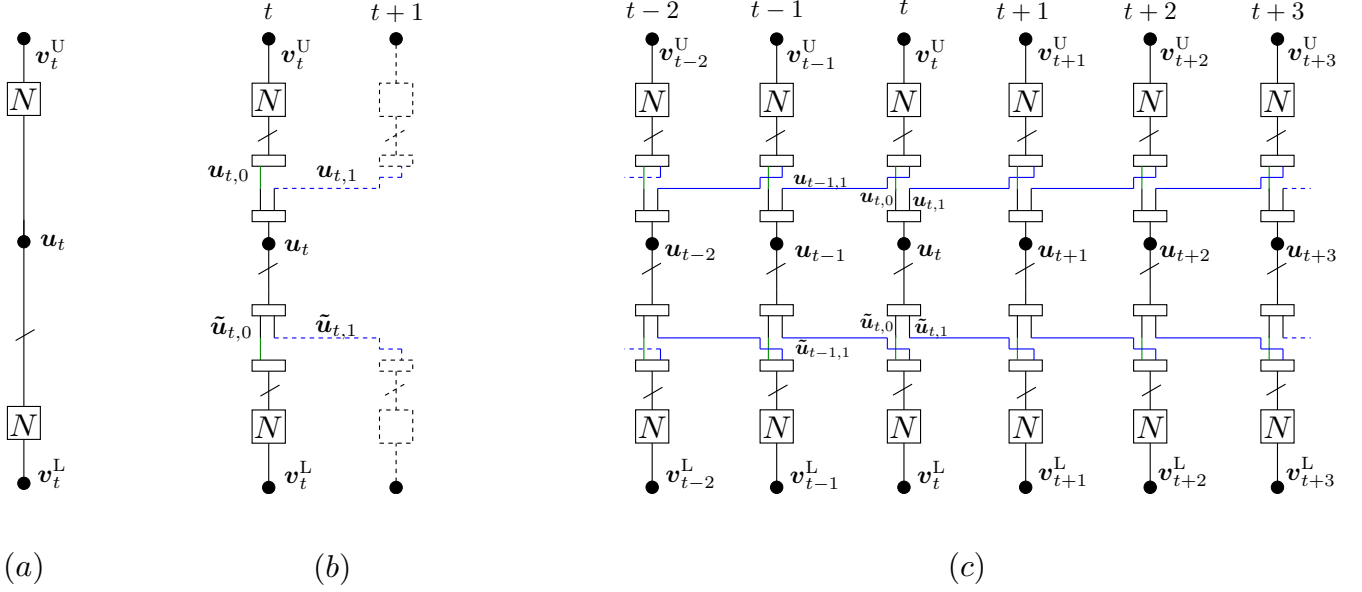 t t+1 t−2 t−1 t t+1 t+2 t+3
v_t^U v_t^U v_{t−2}^U v_{t−1}^U v_t^U v_{t+1}^U v_{t+2}^U v_{t+3}^U
N N N N N N N N
u_{t,0} u_{t,1} u_{t−1,1}
u_{t,0} u_{t,1}
u_t u_t u_{t−2} u_{t−1} u_t u_{t+1} u_{t+2} u_{t+3}
ũ_{t,0} ũ_{t,1} ũ_{t,0} ũ_{t,1}
ũ_{t−1,1}
N N N N N N N N
v_t^L v_t^L v_{t−2}^L v_{t−1}^L v_t^L v_{t+1}^L v_{t+2}^L v_{t+3}^L
(a) (b) (c)